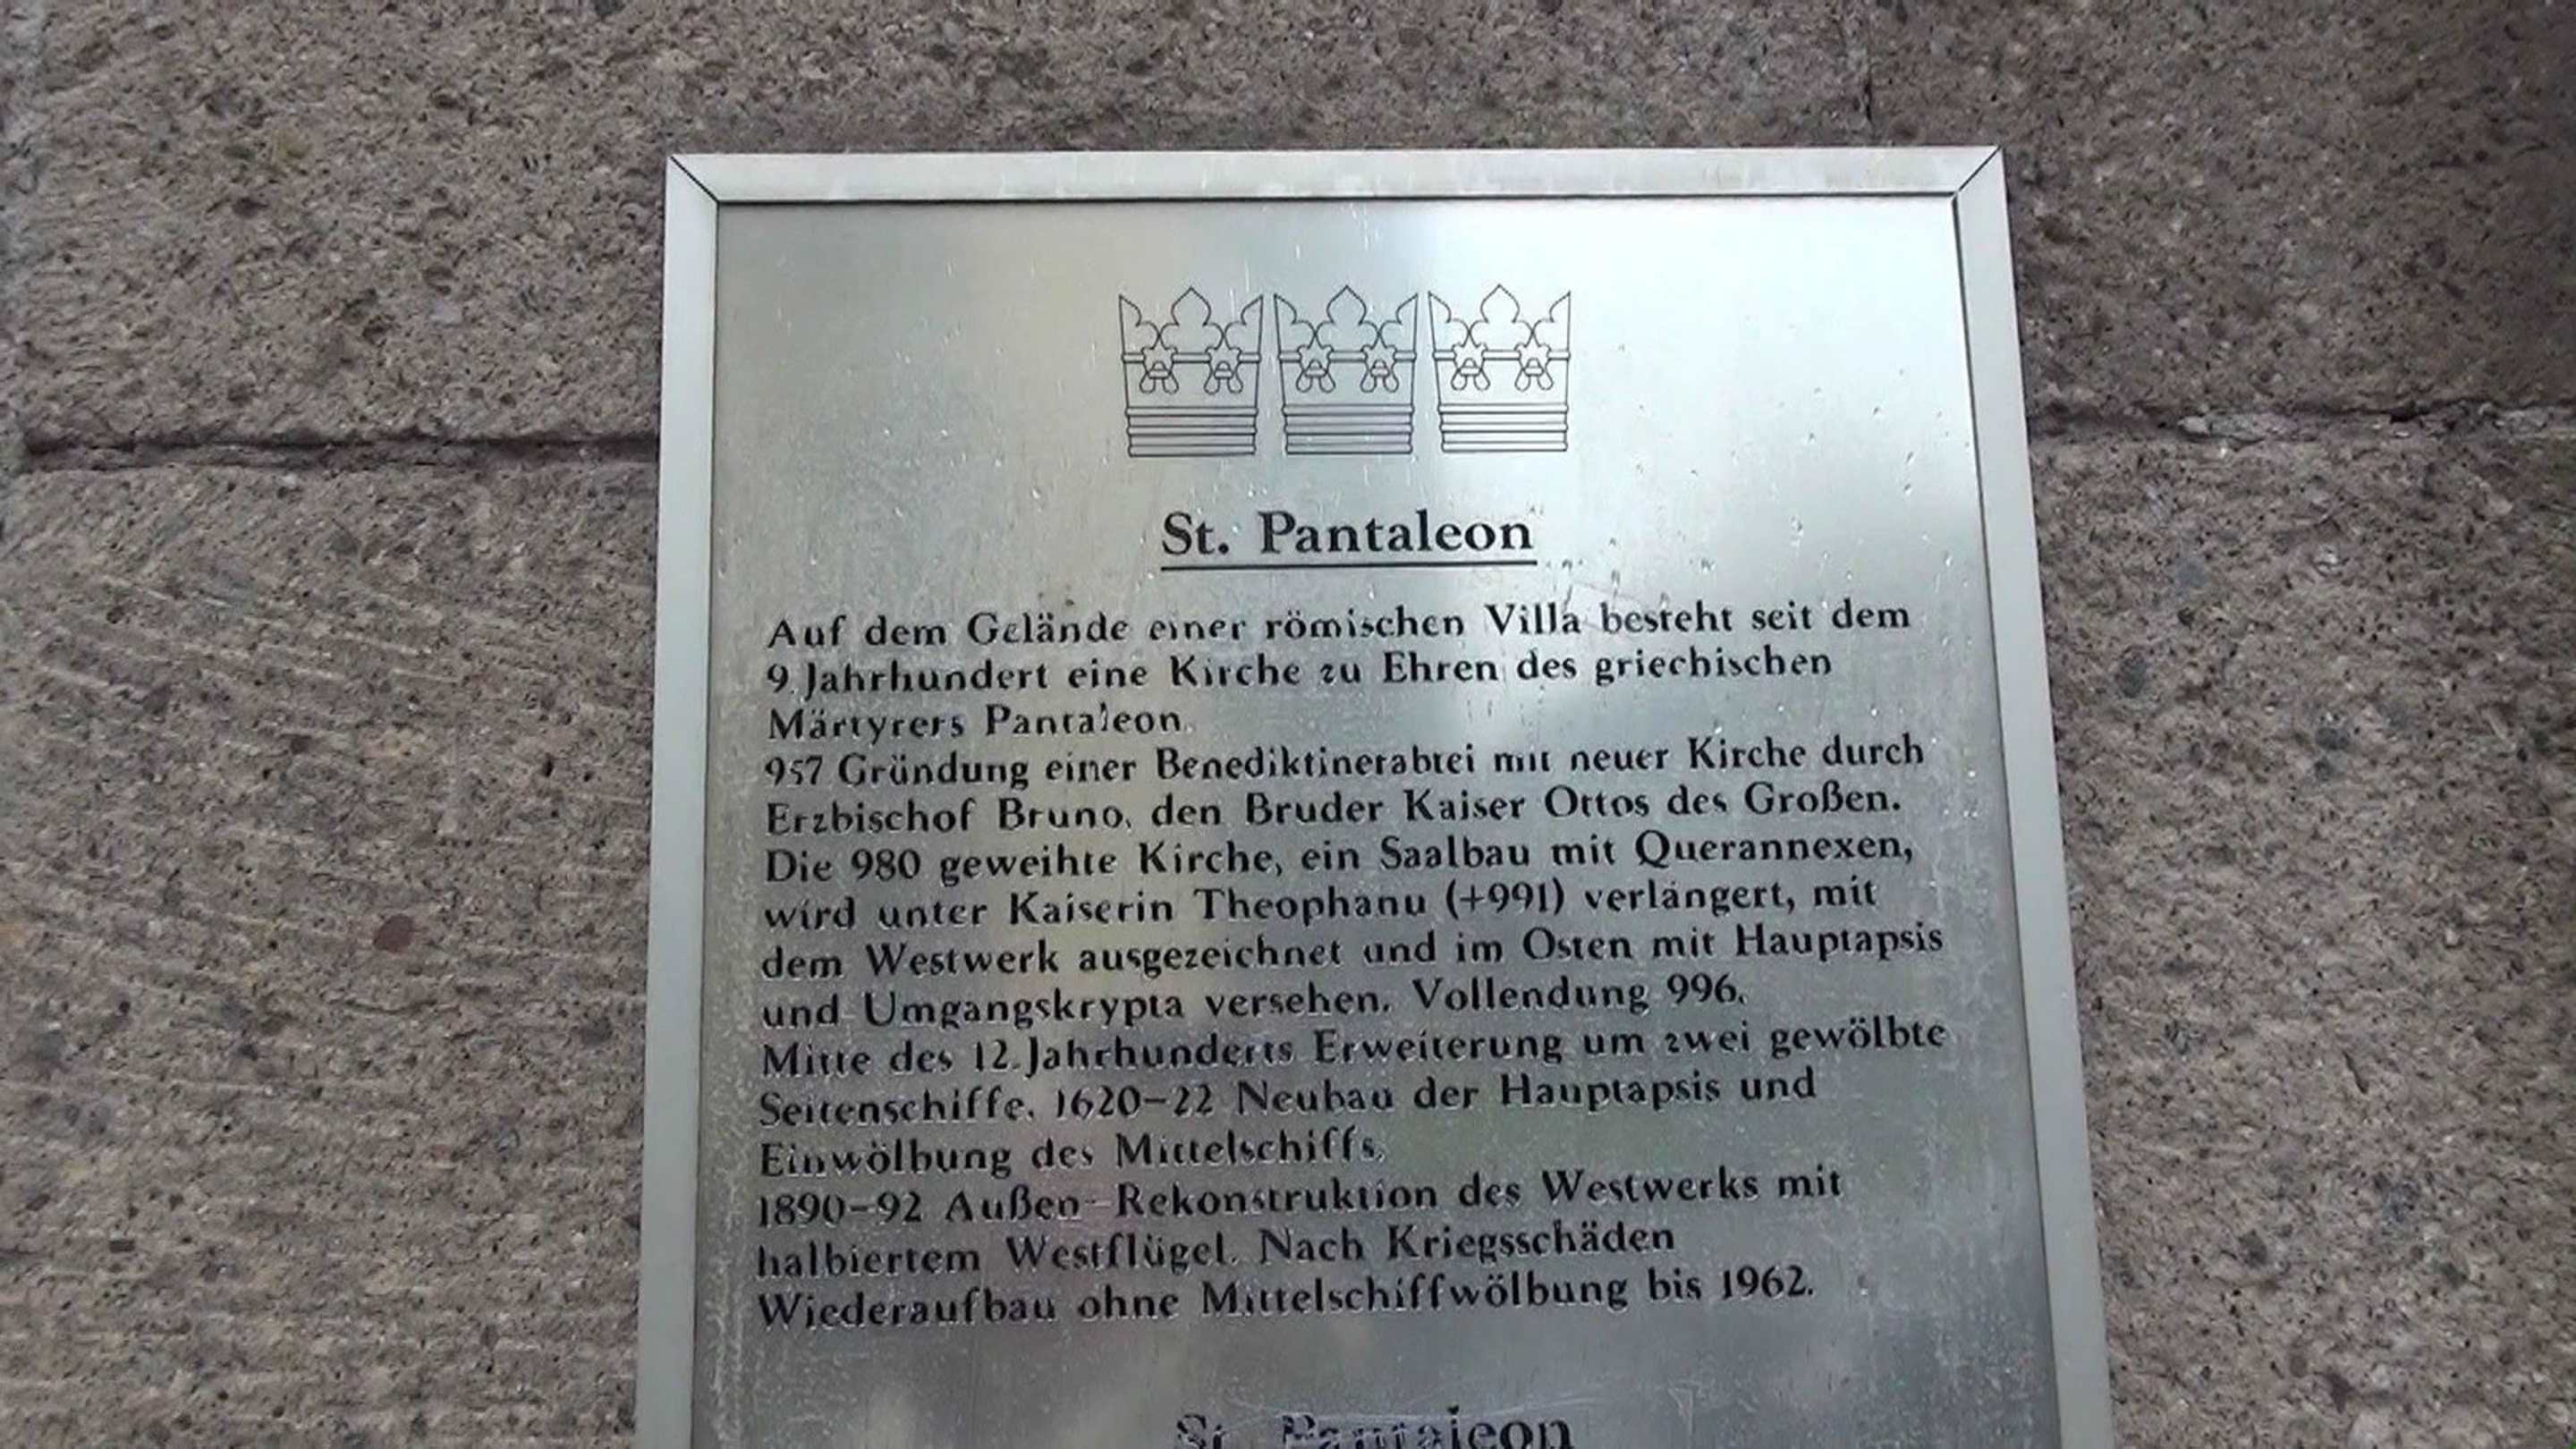 St. Pantaleon
Auf dem Gelände einer römischen Villa besteht seit dem
9. Jahrhundert eine Kirche zu Ehren des griechischen
Märtyrers Pantaleon.
957 Gründung einer Benediktinerabtei mit neuer Kirche durch
Erzbischof Bruno, den Bruder Kaiser Ottos des Großen.
Die 980 geweihte Kirche, ein Saalbau mit Querannexen,
wird unter Kaiserin Theophanu (+991) verlängert, mit
dem Westwerk ausgezeichnet und im Osten mit Hauptapsis
und Umgangskrypta versehen. Vollendung 996.
Mitte des 12. Jahrhunderts Erweiterung um zwei gewölbte
Seitenschiffe. 1620-22 Neubau der Hauptapsis und
Einwölbung des Mittelschiffs.
1890-92 Außen-Rekonstruktion des Westwerks mit
halbiertem Westflügel. Nach Kriegsschäden
Wiederaufbau ohne Mittelschiffwölbung bis 1962.
St. Pantaleon